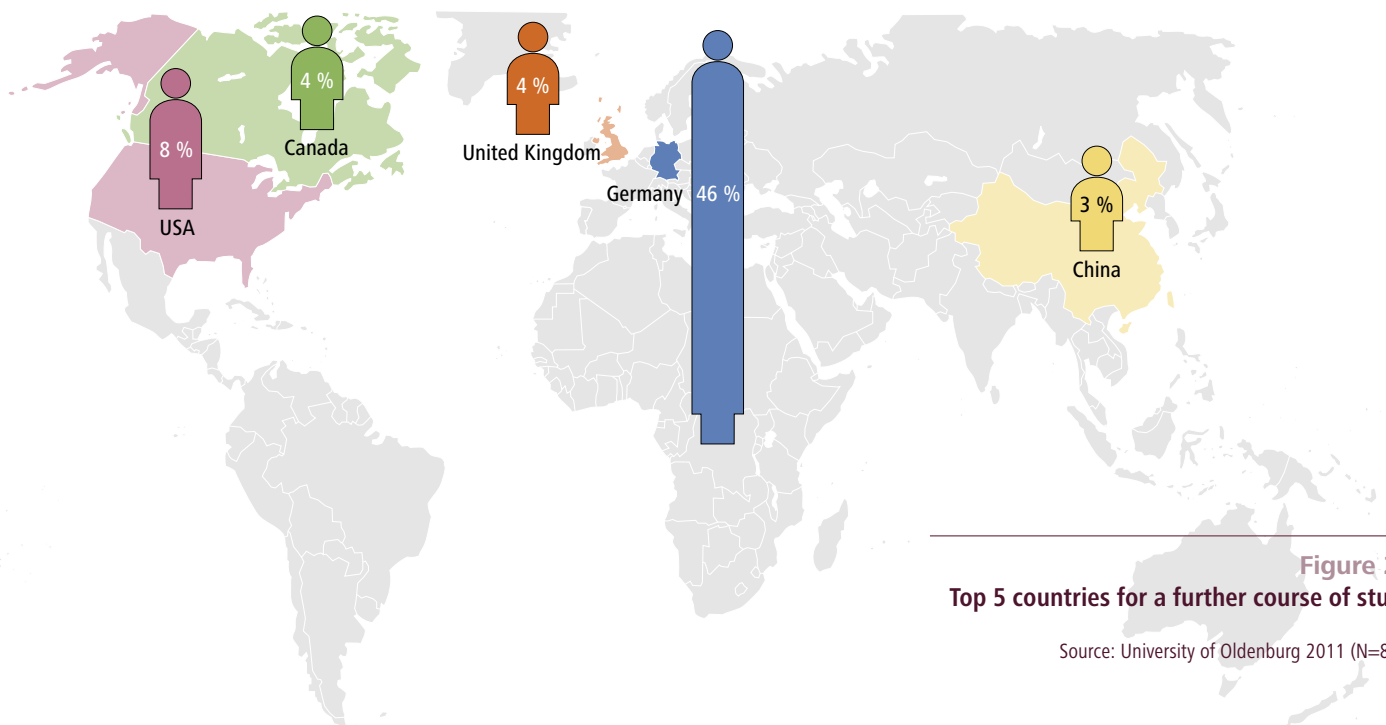 4 %
Canada
8 %
USA
4 %
United Kingdom
Germany
46 %
3 %
China
Figure
Top 5 countries for a further course of stu
Source: University of Oldenburg 2011 (N=8